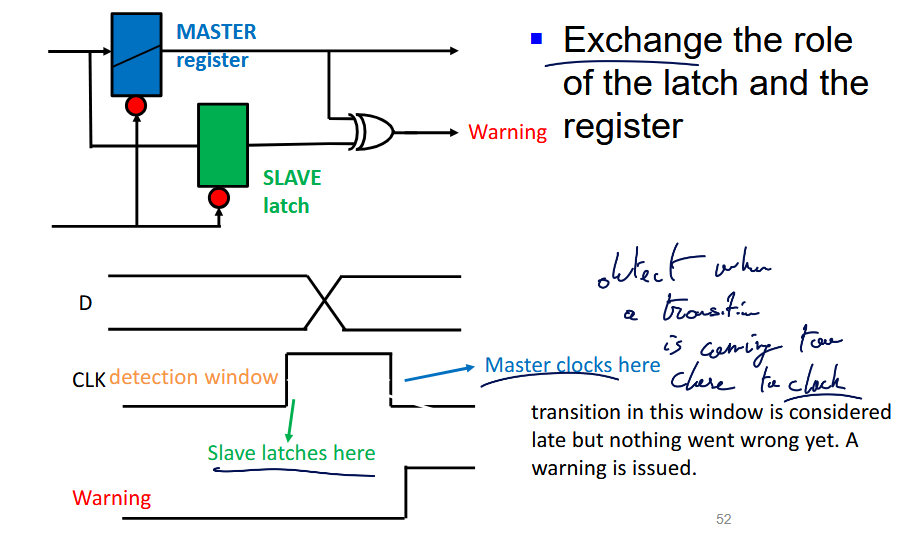 MASTER
register
Exchange the role
of the latch and the
register
Warning
SLAVE
latch
detect when
a transition
is coming too
close to clock
D
CLK detection window
Master clocks here
transition in this window is considered
late but nothing went wrong yet. A
warning is issued.
Slave latches here
Warning
52